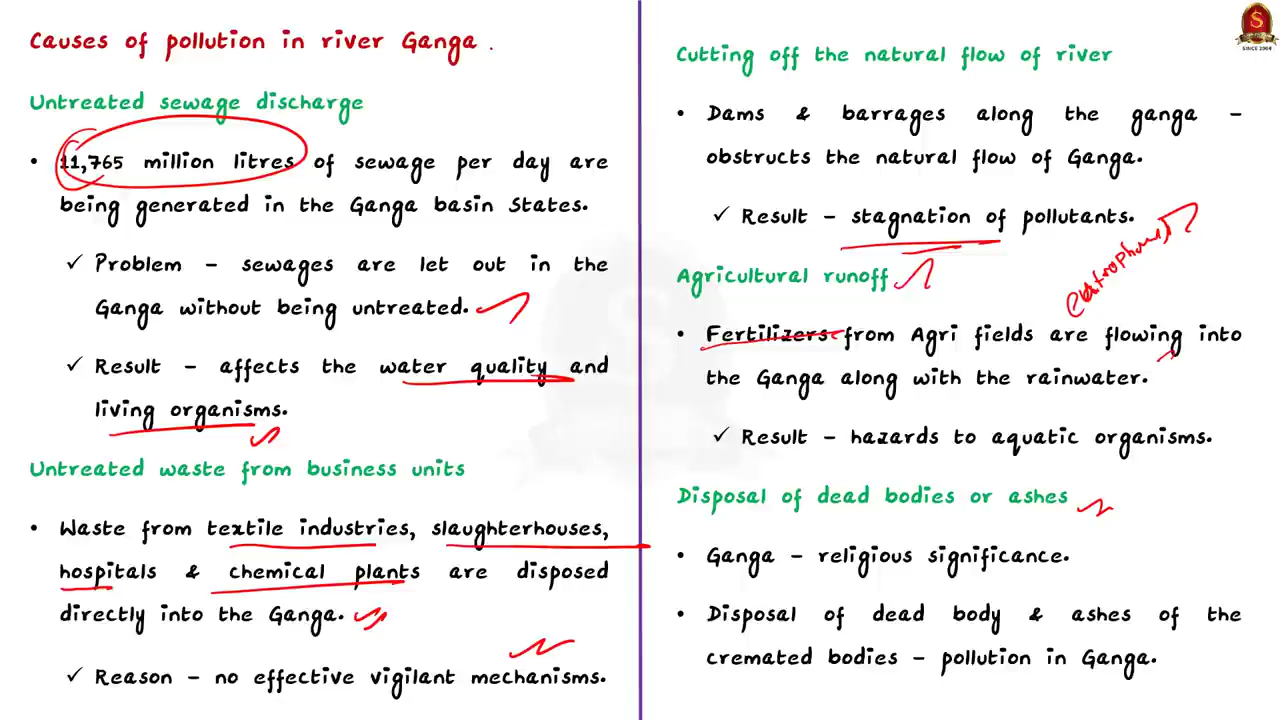 Causes of pollution in river Ganga.
Untreated sewage discharge
• 11,765 million litres of sewage per day are
being generated in the Ganga basin States.
✓ Problem – sewages are let out in the
Ganga without being untreated.
✓ Result – affects the water quality and
living organisms.
Untreated waste from business units
• Waste from textile industries, slaughterhouses,
hospitals & chemical plants are disposed
directly into the Ganga.
✓ Reason – no effective vigilant mechanisms.
Cutting off the natural flow of river
• Dams & barrages along the ganga –
obstructs the natural flow of Ganga.
✓ Result – stagnation of pollutants.
Agricultural runoff
• Fertilizers from Agri fields are flowing into
the Ganga along with the rainwater.
✓ Result – hazards to aquatic organisms.
Disposal of dead bodies or ashes
• Ganga – religious significance.
• Disposal of dead body & ashes of the
cremated bodies – pollution in Ganga.
S
SINCE 2004